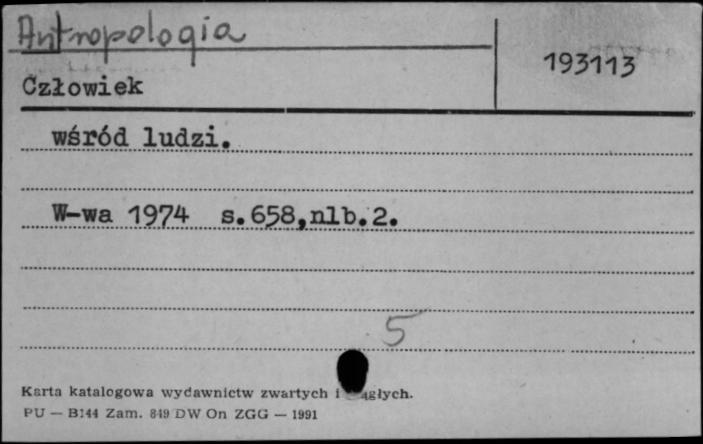 Antropologia
193113
Człowiek
wśród ludzi.
W-wa 1974 s.658,nlb.2.
5
Karta katalogowa wydawnictw zwartych i
PU — B144 Zam. 849 DW On ZGG — 1991